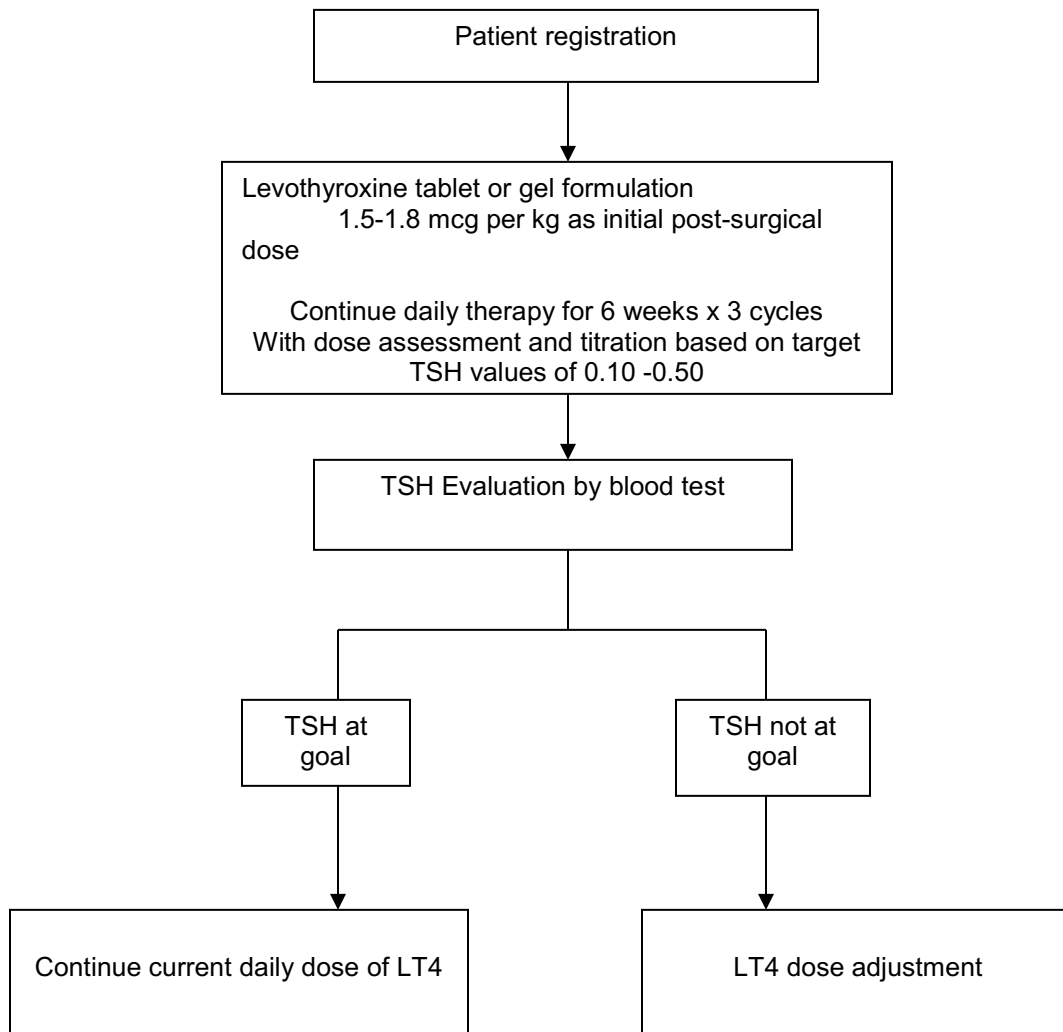 Patient registration
Levothyroxine tablet or gel formulation
1.5-1.8 mcg per kg as initial post-surgical
dose
Continue daily therapy for 6 weeks x 3 cycles
With dose assessment and titration based on target
TSH values of 0.10 -0.50
TSH Evaluation by blood test
TSH at
goal
TSH not at
goal
Continue current daily dose of LT4
LT4 dose adjustment